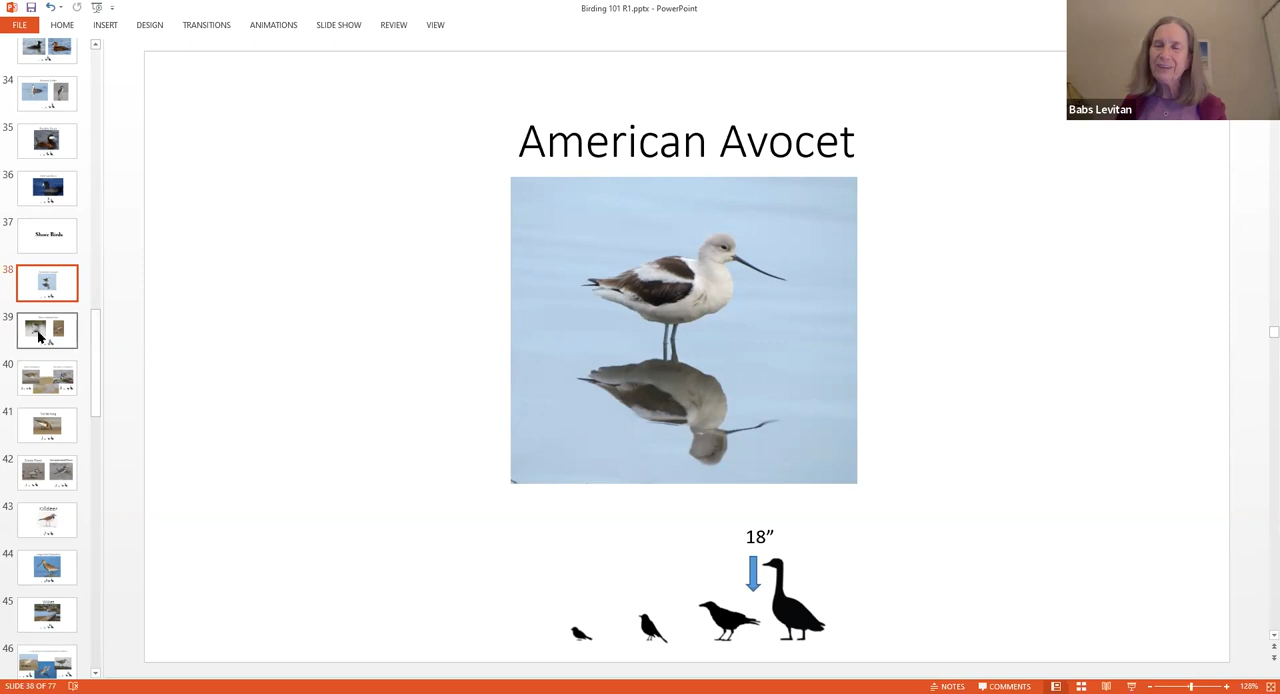 Birding 101 R1.pptx - PowerPoint
FILE HOME INSERT DESIGN TRANSITIONS ANIMATIONS SLIDE SHOW REVIEW VIEW
Babs Levitan
American Avocet
18”
34
35
36
37
Shore Birds
38
39
40
41
42
43
Killdeer
44
45
Willet
46
SLIDE 38 OF 77
NOTES COMMENTS
128%